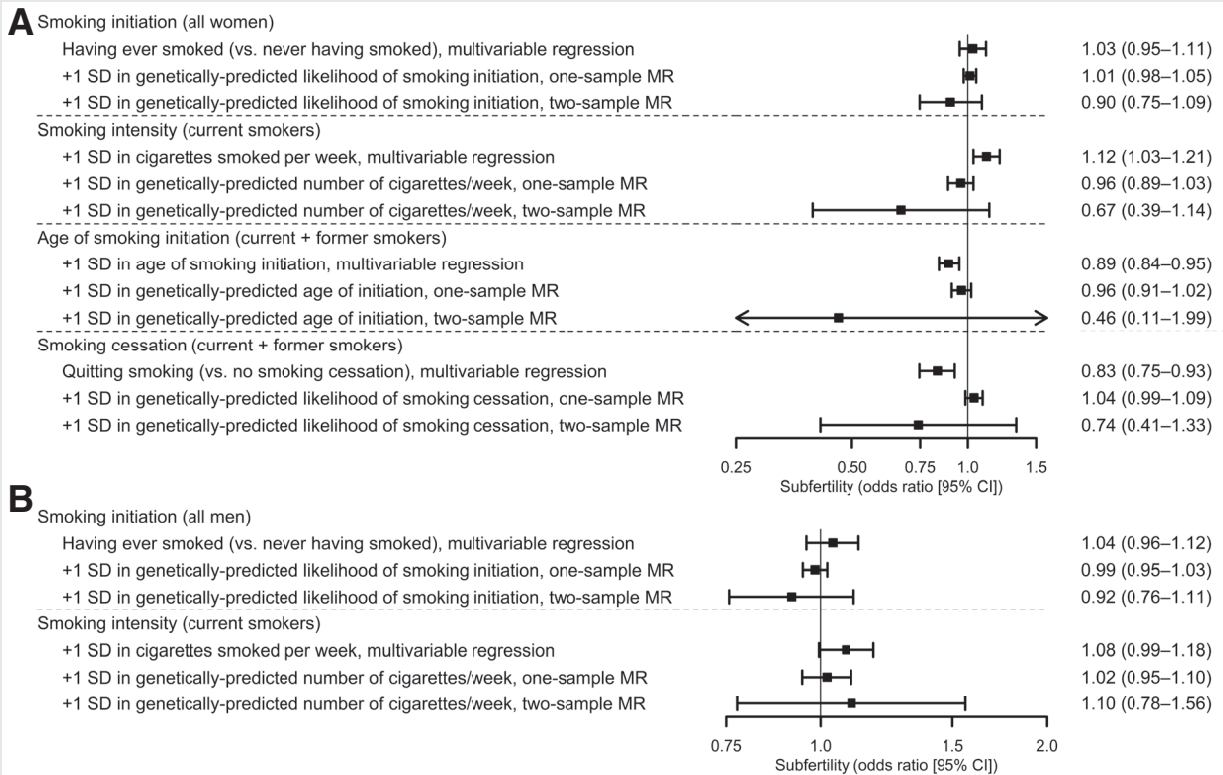 A Smoking initiation (all women)
Having ever smoked (vs. never having smoked), multivariable regression 1.03 (0.95–1.11)
+1 SD in genetically-predicted likelihood of smoking initiation, one-sample MR 1.01 (0.98–1.05)
+1 SD in genetically-predicted likelihood of smoking initiation, two-sample MR 0.90 (0.75–1.09)
Smoking intensity (current smokers)
+1 SD in cigarettes smoked per week, multivariable regression 1.12 (1.03–1.21)
+1 SD in genetically-predicted number of cigarettes/week, one-sample MR 0.96 (0.89–1.03)
+1 SD in genetically-predicted number of cigarettes/week, two-sample MR 0.67 (0.39–1.14)
Age of smoking initiation (current + former smokers)
+1 SD in age of smoking initiation, multivariable regression 0.89 (0.84–0.95)
+1 SD in genetically-predicted age of initiation, one-sample MR 0.96 (0.91–1.02)
+1 SD in genetically-predicted age of initiation, two-sample MR 0.46 (0.11–1.99)
Smoking cessation (current + former smokers)
Quitting smoking (vs. no smoking cessation), multivariable regression 0.83 (0.75–0.93)
+1 SD in genetically-predicted likelihood of smoking cessation, one-sample MR 1.04 (0.99–1.09)
+1 SD in genetically-predicted likelihood of smoking cessation, two-sample MR 0.74 (0.41–1.33)
0.25 0.50 0.75 1.0 1.5
Subfertility (odds ratio [95% CI])
B Smoking initiation (all men)
Having ever smoked (vs. never having smoked), multivariable regression 1.04 (0.96–1.12)
+1 SD in genetically-predicted likelihood of smoking initiation, one-sample MR 0.99 (0.95–1.03)
+1 SD in genetically-predicted likelihood of smoking initiation, two-sample MR 0.92 (0.76–1.11)
Smoking intensity (current smokers)
+1 SD in cigarettes smoked per week, multivariable regression 1.08 (0.99–1.18)
+1 SD in genetically-predicted number of cigarettes/week, one-sample MR 1.02 (0.95–1.10)
+1 SD in genetically-predicted number of cigarettes/week, two-sample MR 1.10 (0.78–1.56)
0.75 1.0 1.5 2.0
Subfertility (odds ratio [95% CI])